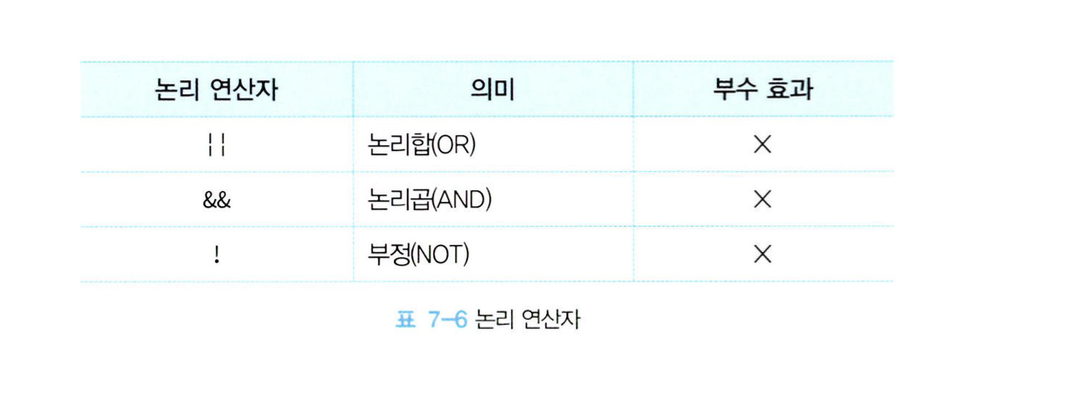 논리 연산자 의미 부수 효과
|| 논리합(OR) ×
&& 논리곱(AND) ×
! 부정(NOT) ×
표 7-6 논리 연산자